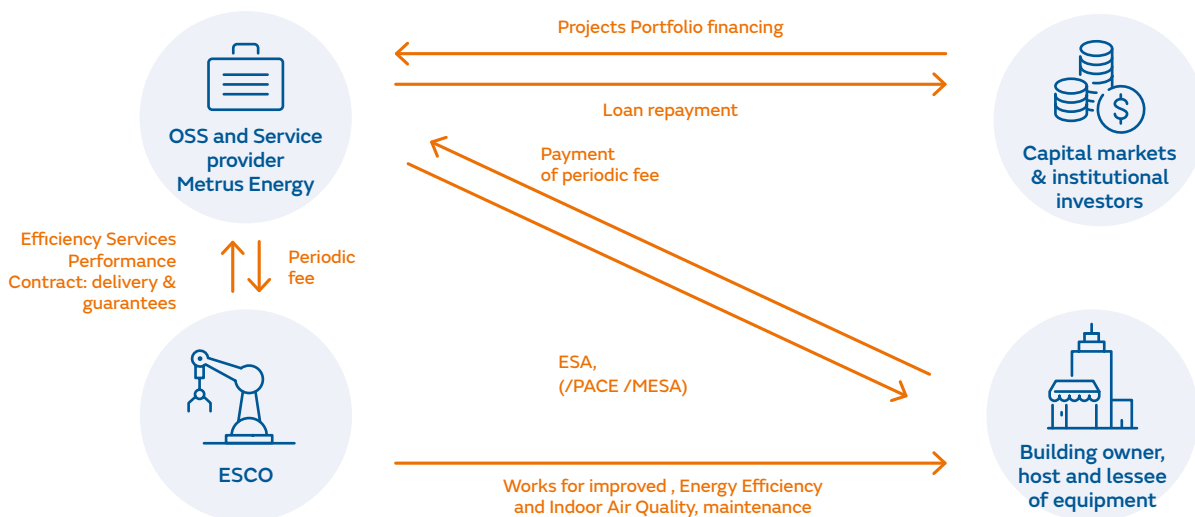 Projects Portfolio financing
Loan repayment
OSS and Service
provider
Metrus Energy
$
Capital markets
& institutional
investors
Payment
of periodic fee
Efficiency Services
Performance
Contract: delivery &
guarantees
Periodic
fee
ESA,
(/PACE /MESA)
ESCO
Works for improved , Energy Efficiency
and Indoor Air Quality, maintenance
Building owner,
host and lessee
of equipment